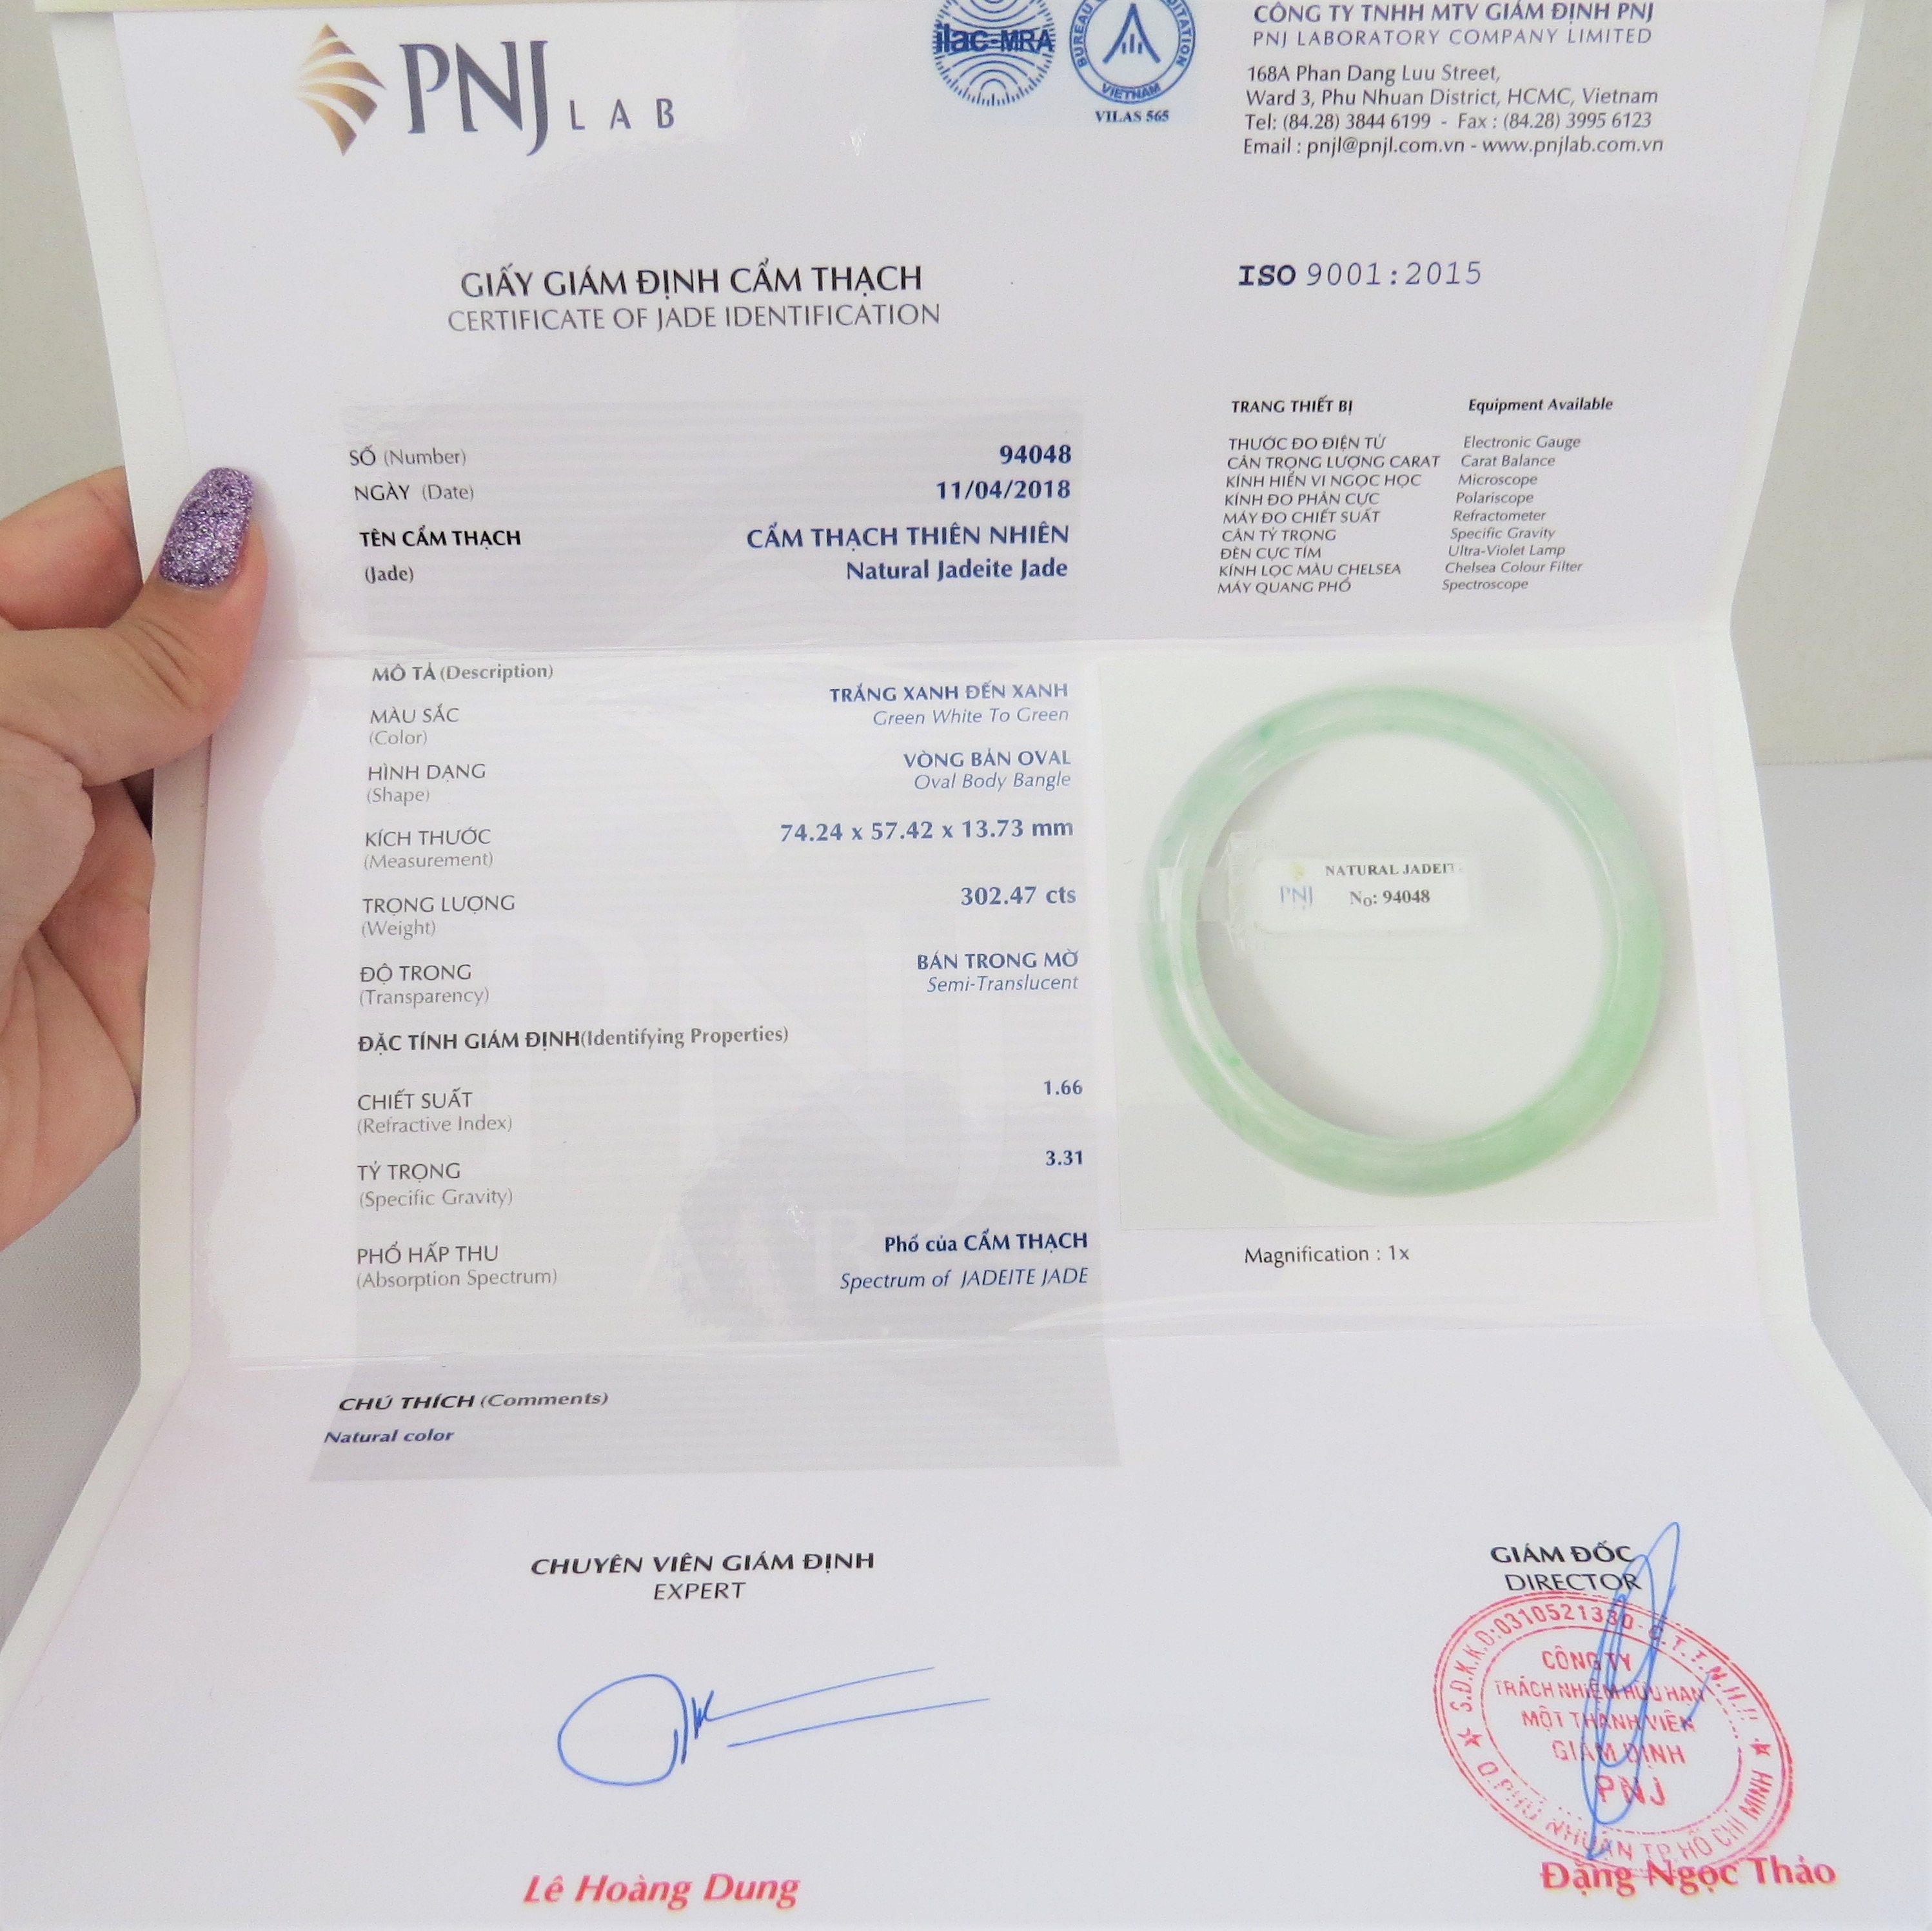 PNJ LAB
ilac-MRA
VIETNAM
VILAS 565
CÔNG TY TNHH MTV GIÁM ĐỊNH PNJ
PNJ LABORATORY COMPANY LIMITED
168A Phan Dang Luu Street,
Ward 3, Phu Nhuan District, HCMC, Vietnam
Tel: (84.28) 3844 6199 - Fax : (84.28) 3995 6123
Email : pnjl@pnjl.com.vn - www.pnjlab.com.vn
GIẤY GIÁM ĐỊNH CẨM THẠCH
CERTIFICATE OF JADE IDENTIFICATION
ISO 9001:2015
SỐ (Number) 94048
NGÀY (Date) 11/04/2018
TÊN CẨM THẠCH CẨM THẠCH THIÊN NHIÊN
(Jade) Natural Jadeite Jade
TRANG THIẾT BỊ Equipment Available
THƯỚC ĐO ĐIỆN TỬ Electronic Gauge
CÂN TRỌNG LƯỢNG CARAT Carat Balance
KÍNH HIỂN VI NGỌC HỌC Microscope
KÍNH ĐO PHÂN CỰC Polariscope
MÁY ĐO CHIẾT SUẤT Refractometer
CÂN TỶ TRỌNG Specific Gravity
ĐÈN CỰC TÍM Ultra-Violet Lamp
KÍNH LỌC MÀU CHELSEA Chelsea Colour Filter
MÁY QUANG PHỔ Spectroscope
MÔ TẢ (Description)
MÀU SẮC TRẮNG XANH ĐẾN XANH
(Color) Green White To Green
HÌNH DẠNG VÒNG BẢN OVAL
(Shape) Oval Body Bangle
KÍCH THƯỚC 74.24 x 57.42 x 13.73 mm
(Measurement)
TRỌNG LƯỢNG 302.47 cts
(Weight)
ĐỘ TRONG BÁN TRONG MỜ
(Transparency) Semi-Translucent
ĐẶC TÍNH GIÁM ĐỊNH(Identifying Properties)
CHIẾT SUẤT 1.66
(Refractive Index)
TỶ TRỌNG 3.31
(Specific Gravity)
PHỔ HẤP THU Phổ của CẨM THẠCH
(Absorption Spectrum) Spectrum of JADEITE JADE
NATURAL JADEIT
PNJ No: 94048
Magnification : 1x
CHÚ THÍCH (Comments)
Natural color
CHUYÊN VIÊN GIÁM ĐỊNH
EXPERT
Lê Hoàng Dung
GIÁM ĐỐC
DIRECTOR
S.Đ.K.K.D:0310521330-C.T.T.N.H.H
CÔNG TY
TRÁCH NHIỆM HỮU HẠN
MỘT THÀNH VIÊN
GIÁM ĐỊNH
PNJ
Q.PHÚ NHUẬN TP.HỒ CHÍ MINH
Đặng Ngọc Thảo